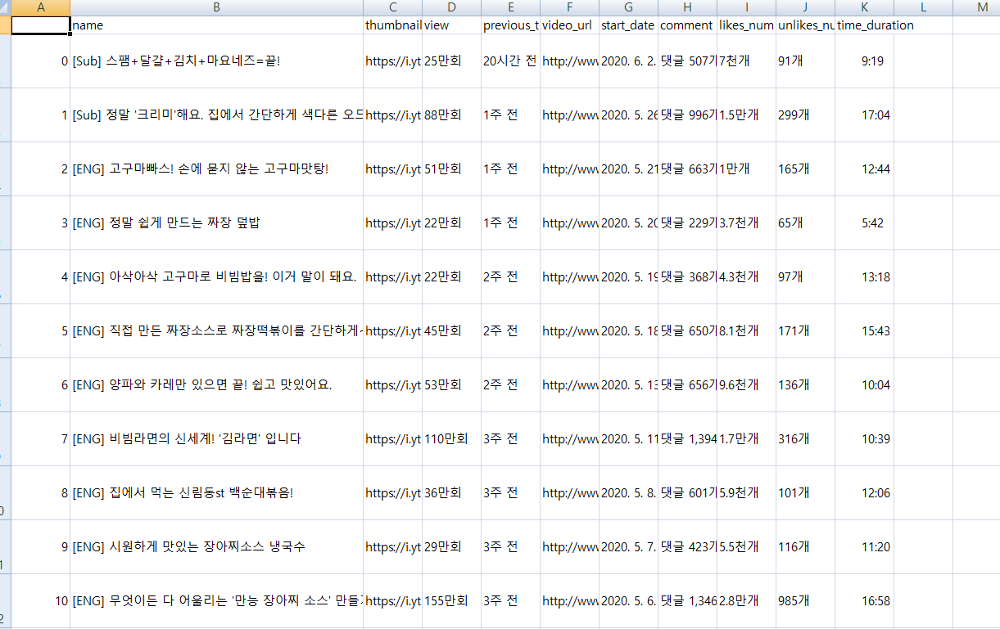 A B C D E F G H I J K L M
name thumbnail view previous_t video_url start_date comment likes_num unlikes_nu time_duration
0 [Sub] 스팸+달걀+김치+마요네즈=끝! https://i.yt 25만회 20시간 전 http://www 2020. 6. 2. 댓글 507개 7천개 91개 9:19
1 [Sub] 정말 '크리미'해요. 집에서 간단하게 색다른 오드 https://i.yt 88만회 1주 전 http://www 2020. 5. 26 댓글 996개 1.5만개 299개 17:04
2 [ENG] 고구마빠스! 손에 묻지 않는 고구마맛탕! https://i.yt 51만회 1주 전 http://www 2020. 5. 21 댓글 663개 1만개 165개 12:44
3 [ENG] 정말 쉽게 만드는 짜장 덮밥 https://i.yt 22만회 1주 전 http://www 2020. 5. 20 댓글 229개 3.7천개 65개 5:42
4 [ENG] 아삭아삭 고구마로 비빔밥을! 이거 말이 돼요. https://i.yt 22만회 2주 전 http://www 2020. 5. 19 댓글 368개 4.3천개 97개 13:18
5 [ENG] 직접 만든 짜장소스로 짜장떡볶이를 간단하게~ https://i.yt 45만회 2주 전 http://www 2020. 5. 18 댓글 650개 8.1천개 171개 15:43
6 [ENG] 양파와 카레만 있으면 끝! 쉽고 맛있어요. https://i.yt 53만회 2주 전 http://www 2020. 5. 13 댓글 656개 9.6천개 136개 10:04
7 [ENG] 비빔라면의 신세계! '김라면' 입니다 https://i.yt 110만회 3주 전 http://www 2020. 5. 11 댓글 1,394 1.7만개 316개 10:39
8 [ENG] 집에서 먹는 신림동st 백순대볶음! https://i.yt 36만회 3주 전 http://www 2020. 5. 8. 댓글 601개 5.9천개 101개 12:06
9 [ENG] 시원하게 맛있는 장아찌소스 냉국수 https://i.yt 29만회 3주 전 http://www 2020. 5. 7. 댓글 423개 5.5천개 116개 11:20
10 [ENG] 무엇이든 다 어울리는 '만능 장아찌 소스' 만들 https://i.yt 155만회 3주 전 http://www 2020. 5. 6. 댓글 1,346 2.8만개 985개 16:58